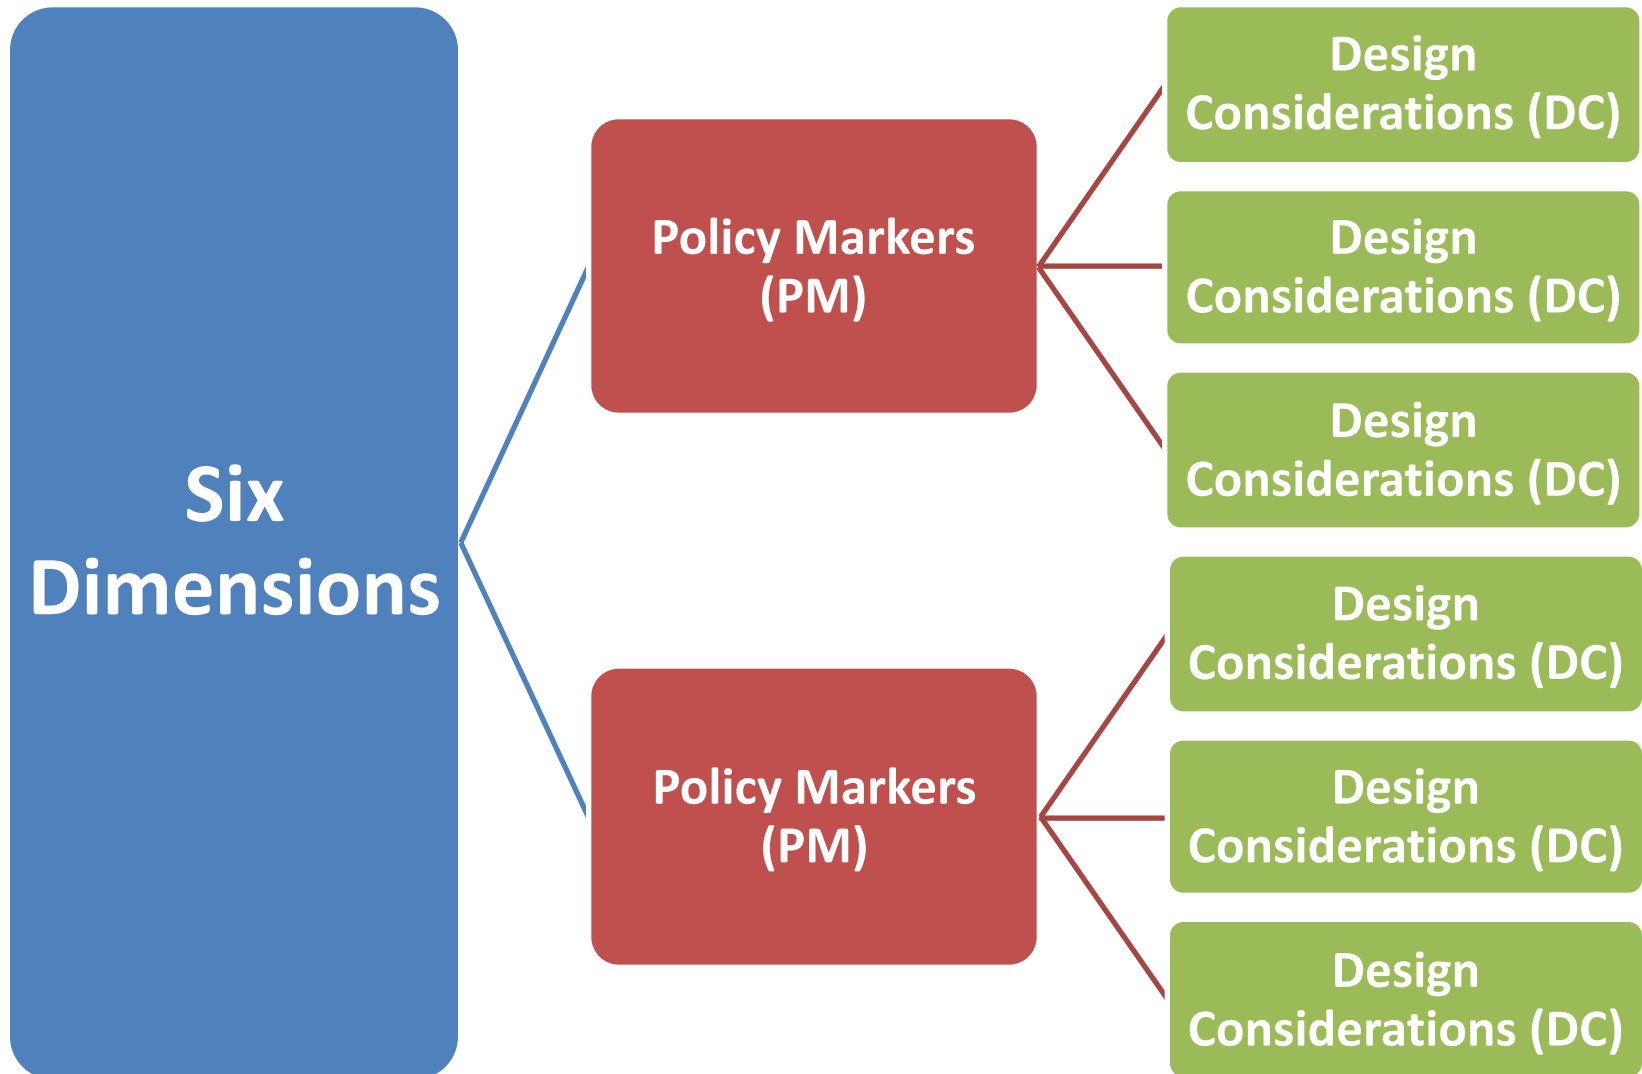 Six
Dimensions
Policy Markers
(PM)
Design
Considerations (DC)
Design
Considerations (DC)
Design
Considerations (DC)
Policy Markers
(PM)
Design
Considerations (DC)
Design
Considerations (DC)
Design
Considerations (DC)